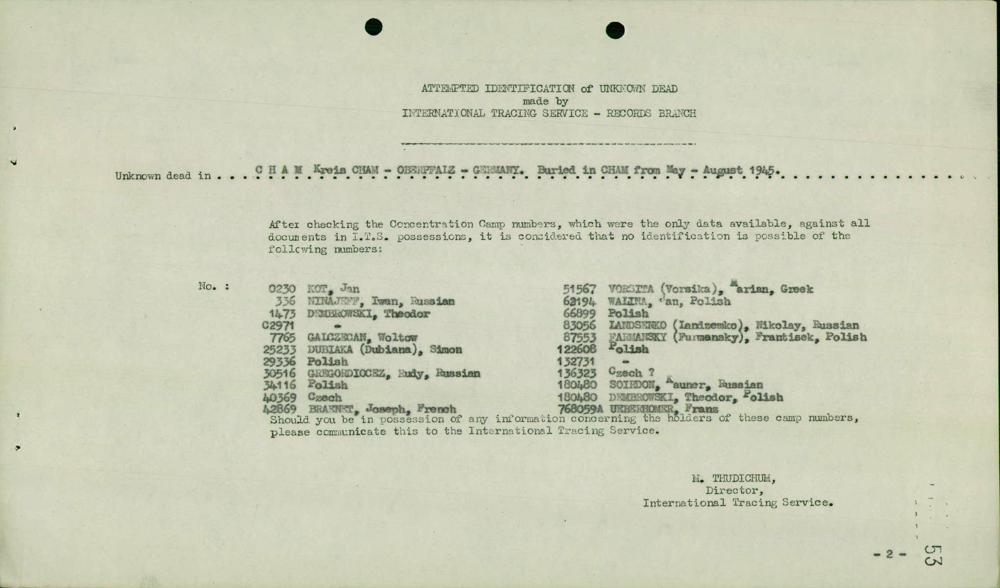 ATTEMPTED IDENTIFICATION of UNKNOWN DEAD
made by
INTERNATIONAL TRACING SERVICE - RECORDS BRANCH
Unknown dead in . . . . C H A M Kreis CHAM - OBERPFALZ - GERMANY. Buried in CHAM from May - August 1945.
After checking the Concentration Camp numbers, which were the only data available, against all
documents in I.T.S. possessions, it is considered that no identification is possible of the
following numbers:
No. :
0230 KOT, Jan
336 NINAJEFF, Iwan, Russian
1473 DEMBROWSKI, Theodor
C2971 -
7765 GALCZECAN, Woltow
25233 DUBIAKA (Dubiana), Simon
29336 Polish
30516 GREGORDIOCEZ, Rudy, Russian
34116 Polish
40369 Czech
42869 BRAENET, Joseph, French
51567 VORSITA (Vorsika), Marian, Greek
62194 WALINA, Jan, Polish
66899 Polish
83056 LANDSENKO (Lanizemko), Nikolay, Russian
87553 FARMANSKY (Furmansky), Frantisek, Polish
122608 Polish
132731 -
136323 Czech ?
180480 SOIHDON, Rauner, Russian
180480 DEMBROWSKI, Theodor, Polish
768059A Franz
Should you be in possession of any information concerning the holders of these camp numbers,
please communicate this to the International Tracing Service.
M. THUDICHUM,
Director,
International Tracing Service.
- 2 -
53